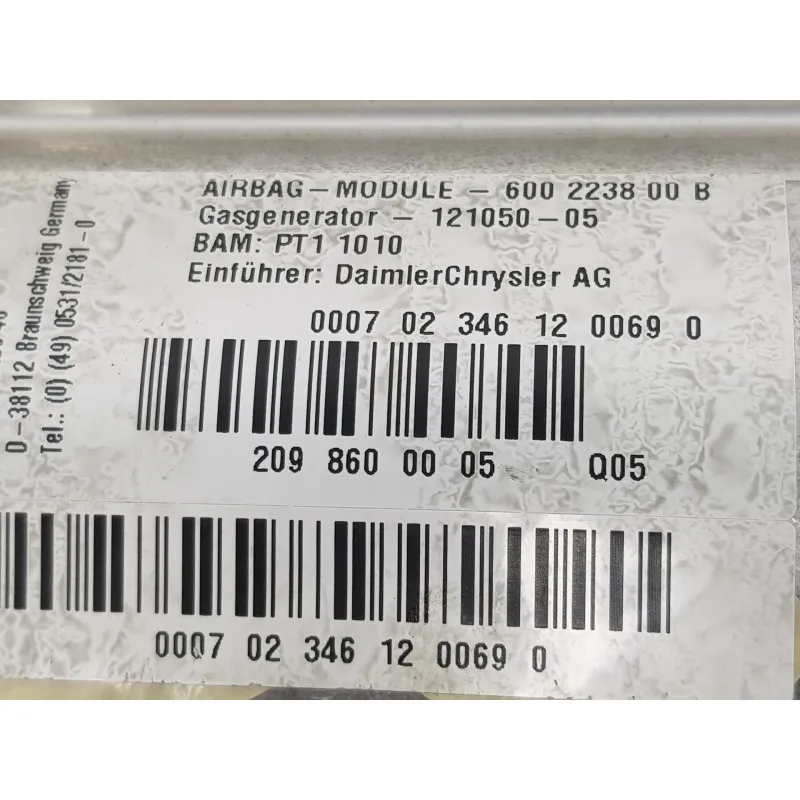 AIRBAG-MODULE - 600 2238 00 B
Gasgenerator - 121050-05
BAM: PT1 1010
Einführer: DaimlerChrysler AG
D-38112 Braunschweig Germany
Tel.: (0) (49) 0531/2181-0
0007 02 346 12 0069 0
209 860 00 05 Q05
0007 02 346 12 0069 0